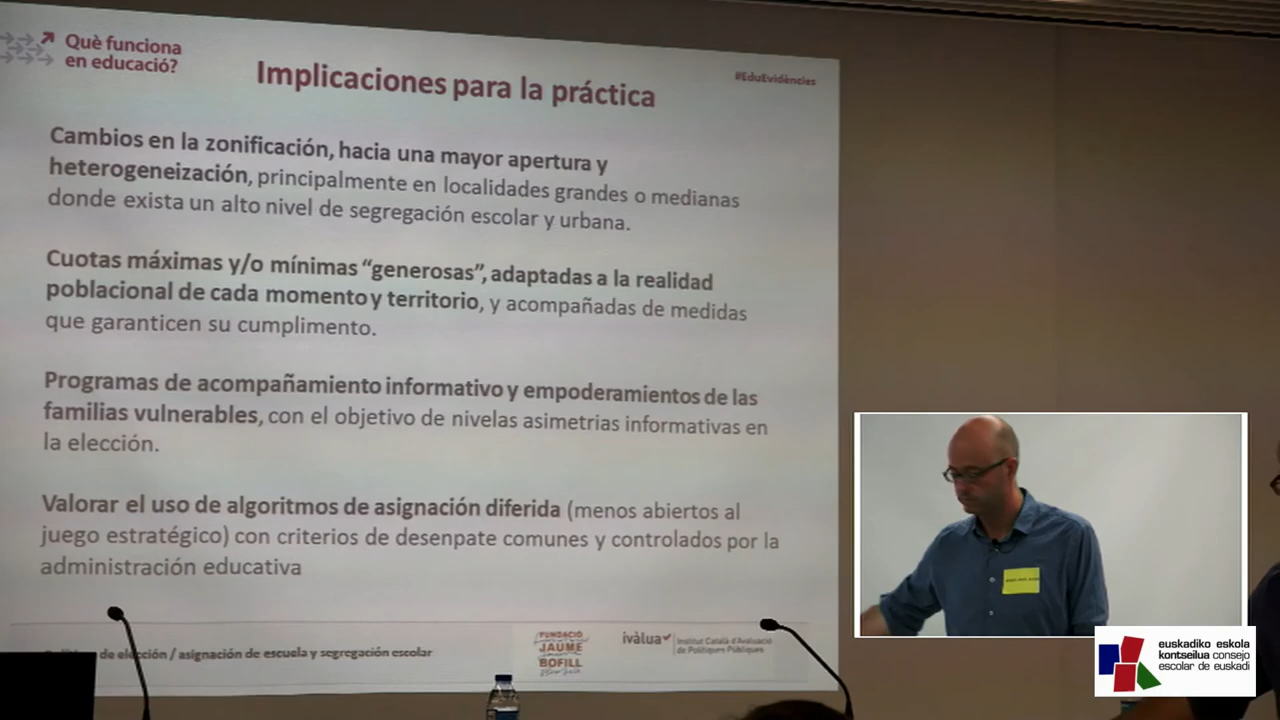 Què funciona
en educació?
#EduEvidències
Implicaciones para la práctica
Cambios en la zonificación, hacia una mayor apertura y
heterogeneización, principalmente en localidades grandes o medianas
donde exista un alto nivel de segregación escolar y urbana.
Cuotas máximas y/o mínimas “generosas”, adaptadas a la realidad
poblacional de cada momento y territorio, y acompañadas de medidas
que garanticen su cumplimento.
Programas de acompañamiento informativo y empoderamientos de las
familias vulnerables, con el objetivo de nivelas asimetrias informativas en
la elección.
Valorar el uso de algoritmos de asignación diferida (menos abiertos al
juego estratégico) con criterios de desenpate comunes y controlados por la
administración educativa
de elección / asignación de escuela y segregación escolar
FUNDACIÓ
JAUME
BOFILL
ivàlua
Institut Català d'Avaluació
de Polítiques Públiques
euskadiko eskola
kontseilua consejo
escolar de euskadi